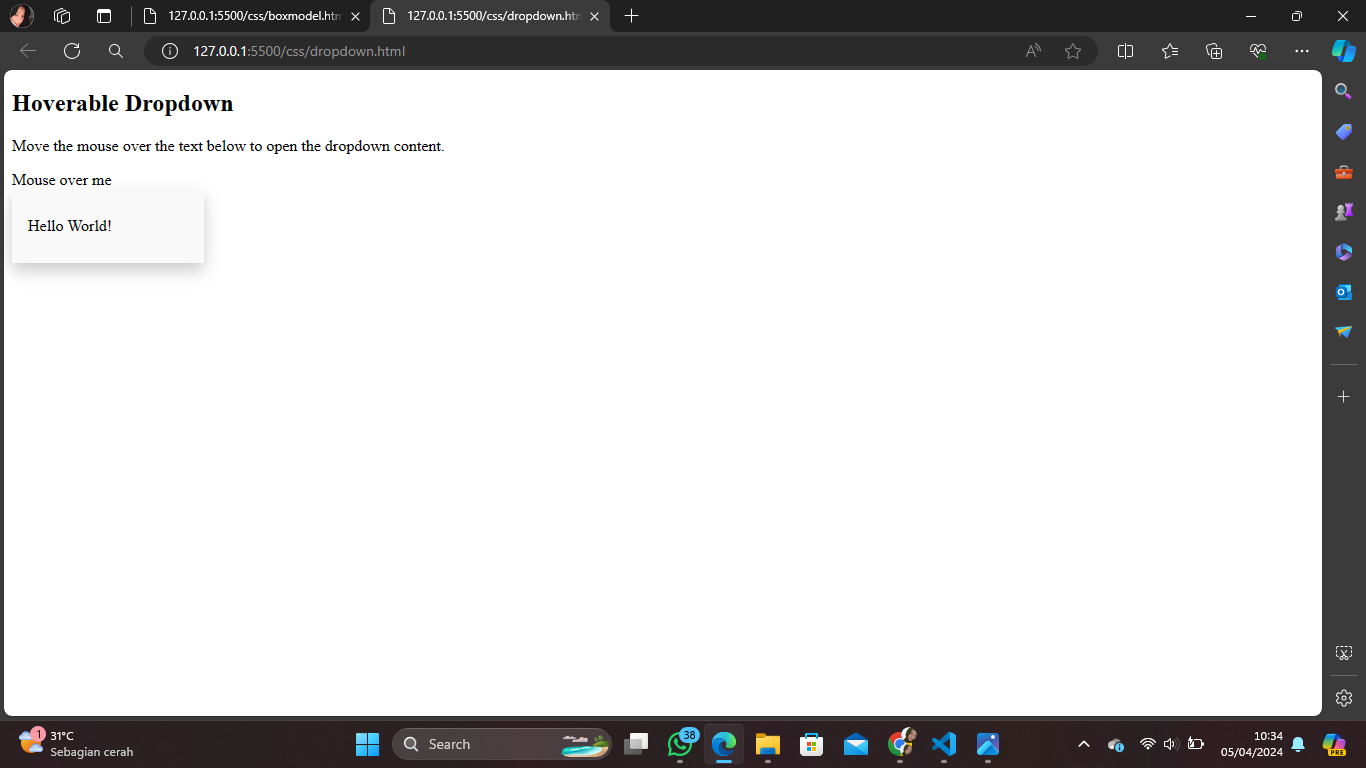 127.0.0.1:5500/css/boxmodel.htm
127.0.0.1:5500/css/dropdown.htm
127.0.0.1:5500/css/dropdown.html
Hoverable Dropdown
Move the mouse over the text below to open the dropdown content.
Mouse over me
Hello World!
1
31°C
Sebagian cerah
Search
38
10:34
05/04/2024
PRE